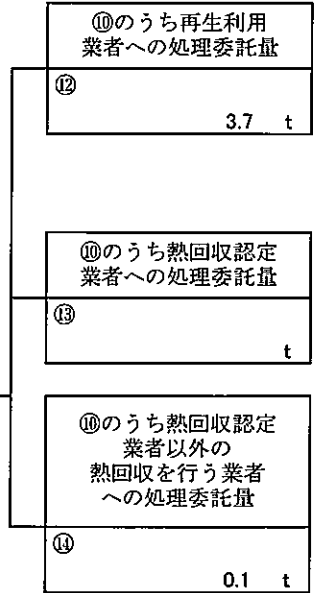 ⑩のうち再生利用
業者への処理委託量
⑫
3.7 t
⑩のうち熱回収認定
業者への処理委託量
⑬
t
⑩のうち熱回収認定
業者以外の
熱回収を行う業者
への処理委託量
⑭
0.1 t